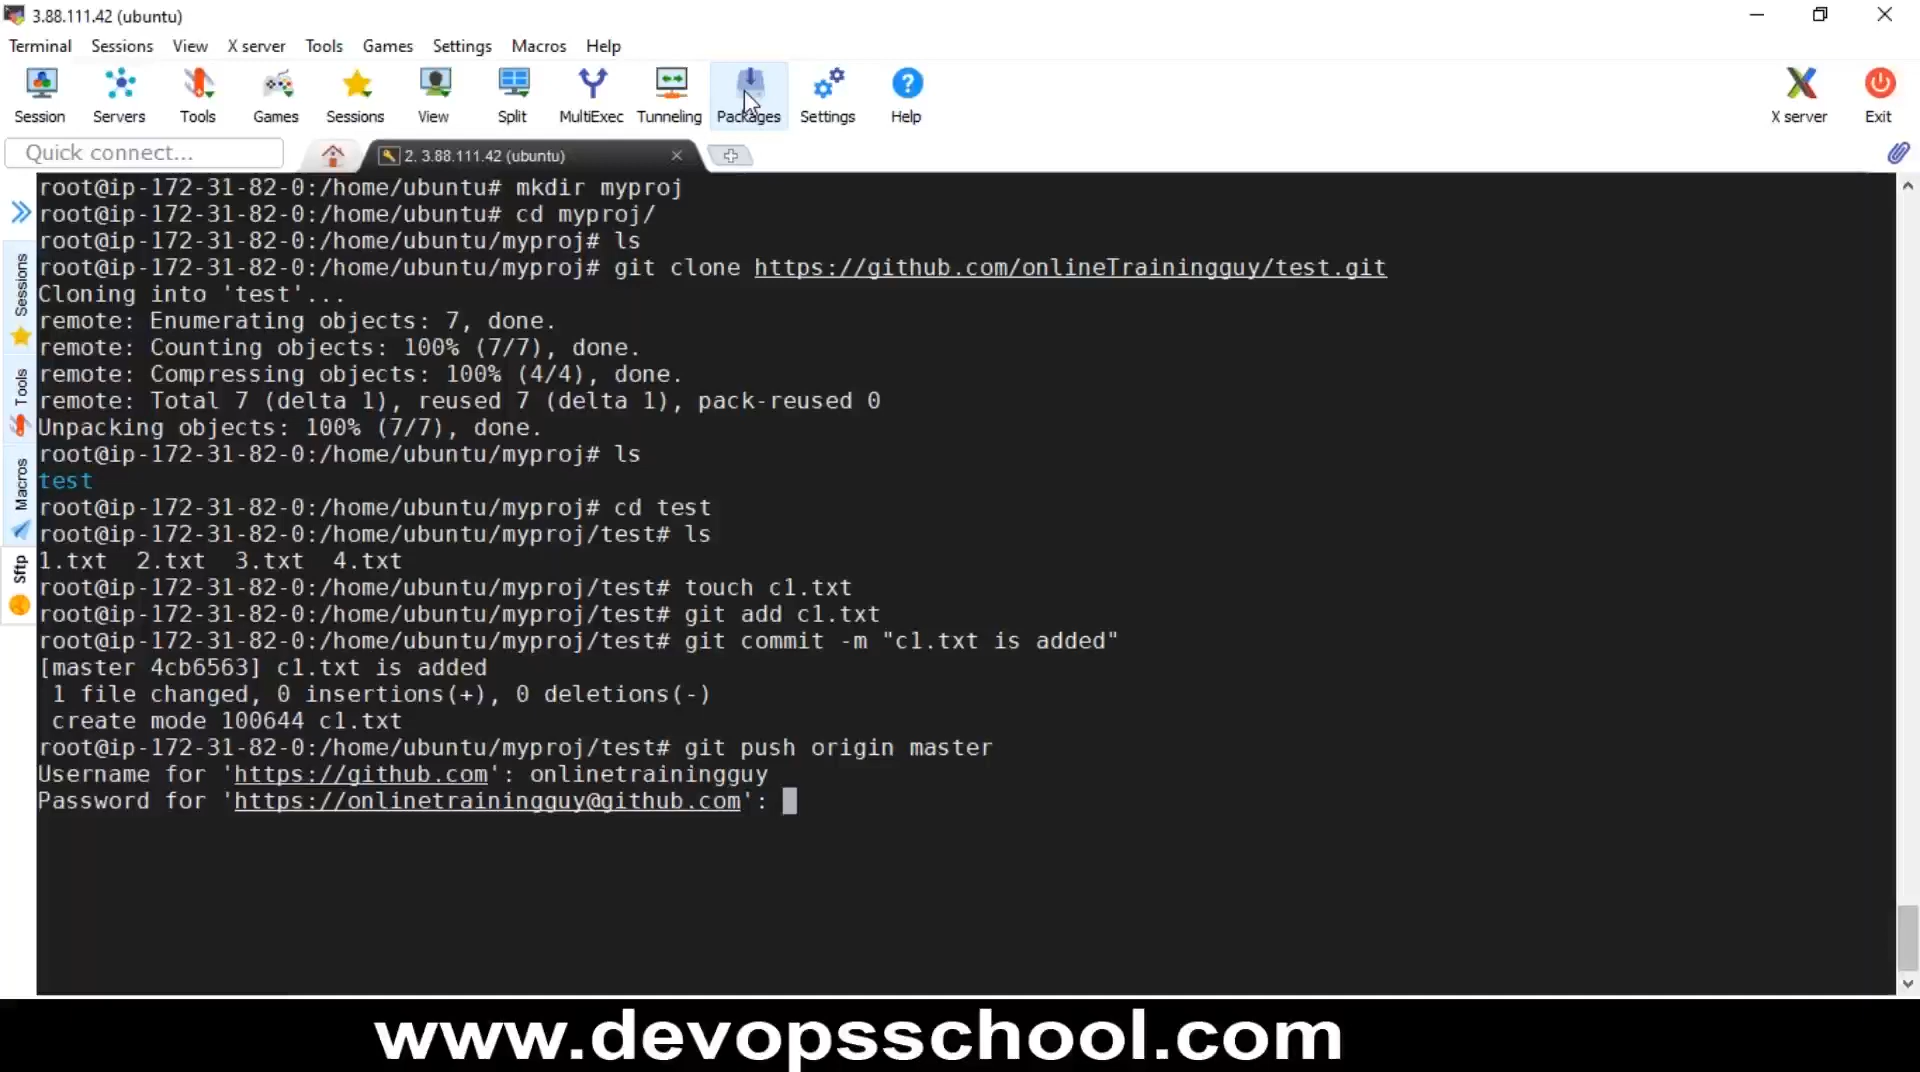 3.88.111.42 (ubuntu)
Terminal Sessions View X server Tools Games Settings Macros Help
Session Servers Tools Games Sessions View Split MultiExec Tunneling Packages Settings Help X server Exit
Quick connect...
2. 3.88.111.42 (ubuntu)
Sessions
Tools
Macros
Sftp
root@ip-172-31-82-0:/home/ubuntu# mkdir myproj
root@ip-172-31-82-0:/home/ubuntu# cd myproj/
root@ip-172-31-82-0:/home/ubuntu/myproj# ls
root@ip-172-31-82-0:/home/ubuntu/myproj# git clone https://github.com/onlineTrainingguy/test.git
Cloning into 'test'...
remote: Enumerating objects: 7, done.
remote: Counting objects: 100% (7/7), done.
remote: Compressing objects: 100% (4/4), done.
remote: Total 7 (delta 1), reused 7 (delta 1), pack-reused 0
Unpacking objects: 100% (7/7), done.
root@ip-172-31-82-0:/home/ubuntu/myproj# ls
test
root@ip-172-31-82-0:/home/ubuntu/myproj# cd test
root@ip-172-31-82-0:/home/ubuntu/myproj/test# ls
1.txt  2.txt  3.txt  4.txt
root@ip-172-31-82-0:/home/ubuntu/myproj/test# touch c1.txt
root@ip-172-31-82-0:/home/ubuntu/myproj/test# git add c1.txt
root@ip-172-31-82-0:/home/ubuntu/myproj/test# git commit -m "c1.txt is added"
[master 4cb6563] c1.txt is added
1 file changed, 0 insertions(+), 0 deletions(-)
create mode 100644 c1.txt
root@ip-172-31-82-0:/home/ubuntu/myproj/test# git push origin master
Username for 'https://github.com': onlinetrainingguy
Password for 'https://onlinetrainingguy@github.com':
www.devopsschool.com